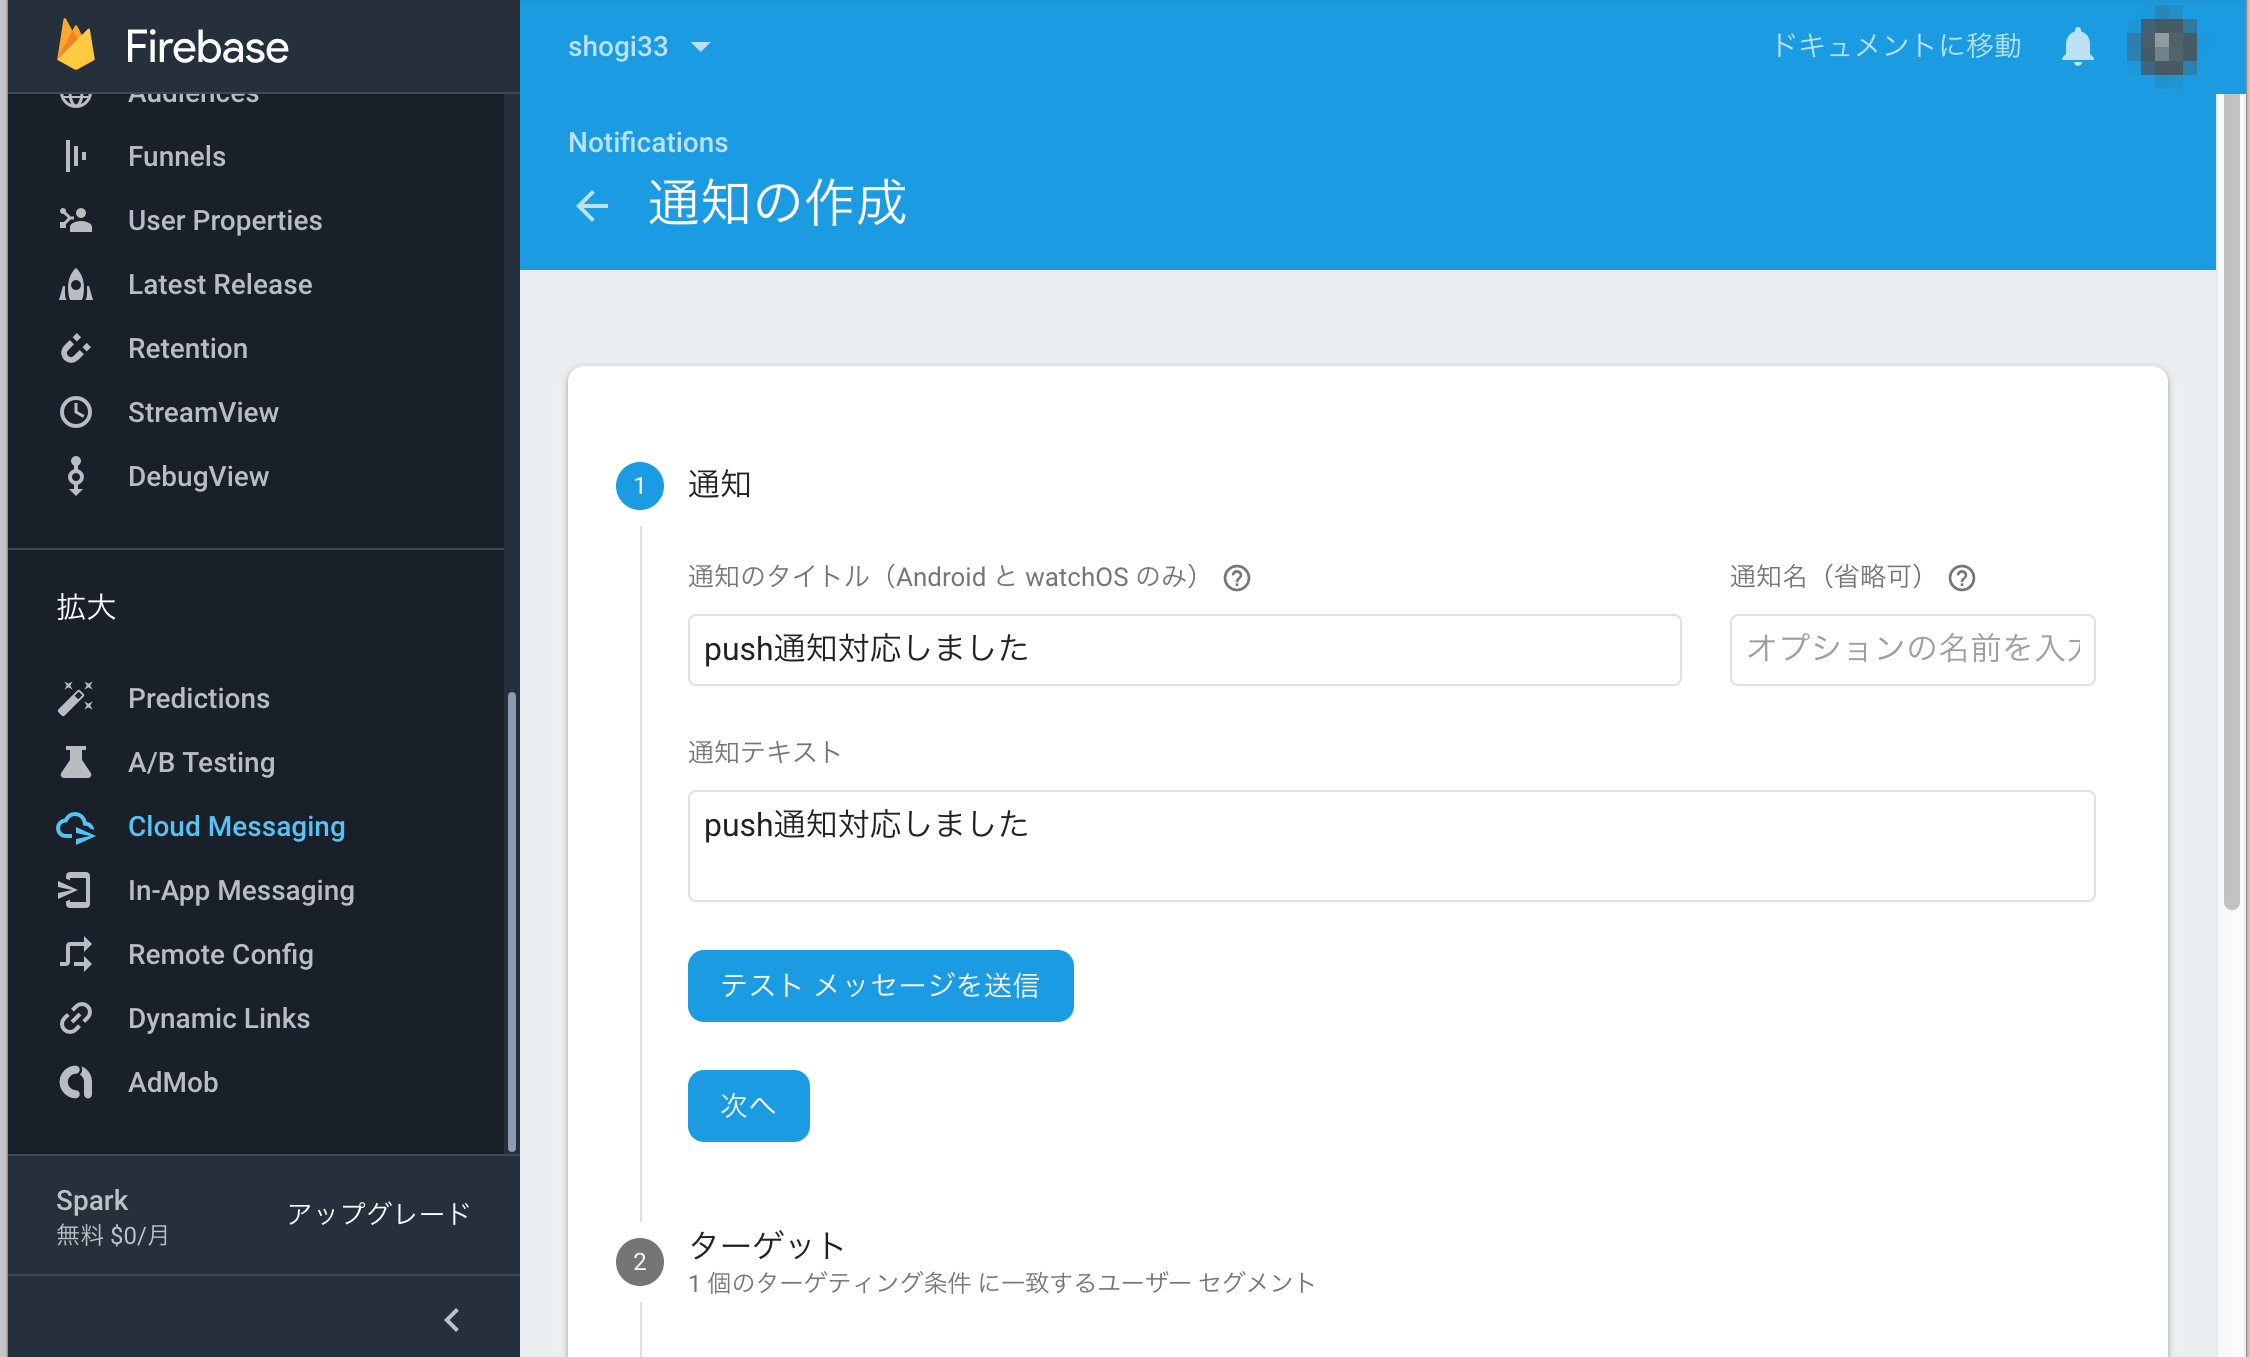 Firebase
Audiences
Funnels
User Properties
Latest Release
Retention
StreamView
DebugView
拡大
Predictions
A/B Testing
Cloud Messaging
In-App Messaging
Remote Config
Dynamic Links
AdMob
Spark
無料 $0/月
アップグレード
shogi33
ドキュメントに移動
Notifications
通知の作成
1 通知
通知のタイトル（Android と watchOS のみ）
通知名（省略可）
push通知対応しました
オプションの名前を入力
通知テキスト
push通知対応しました
テスト メッセージを送信
次へ
2 ターゲット
1 個のターゲティング条件 に一致するユーザー セグメント